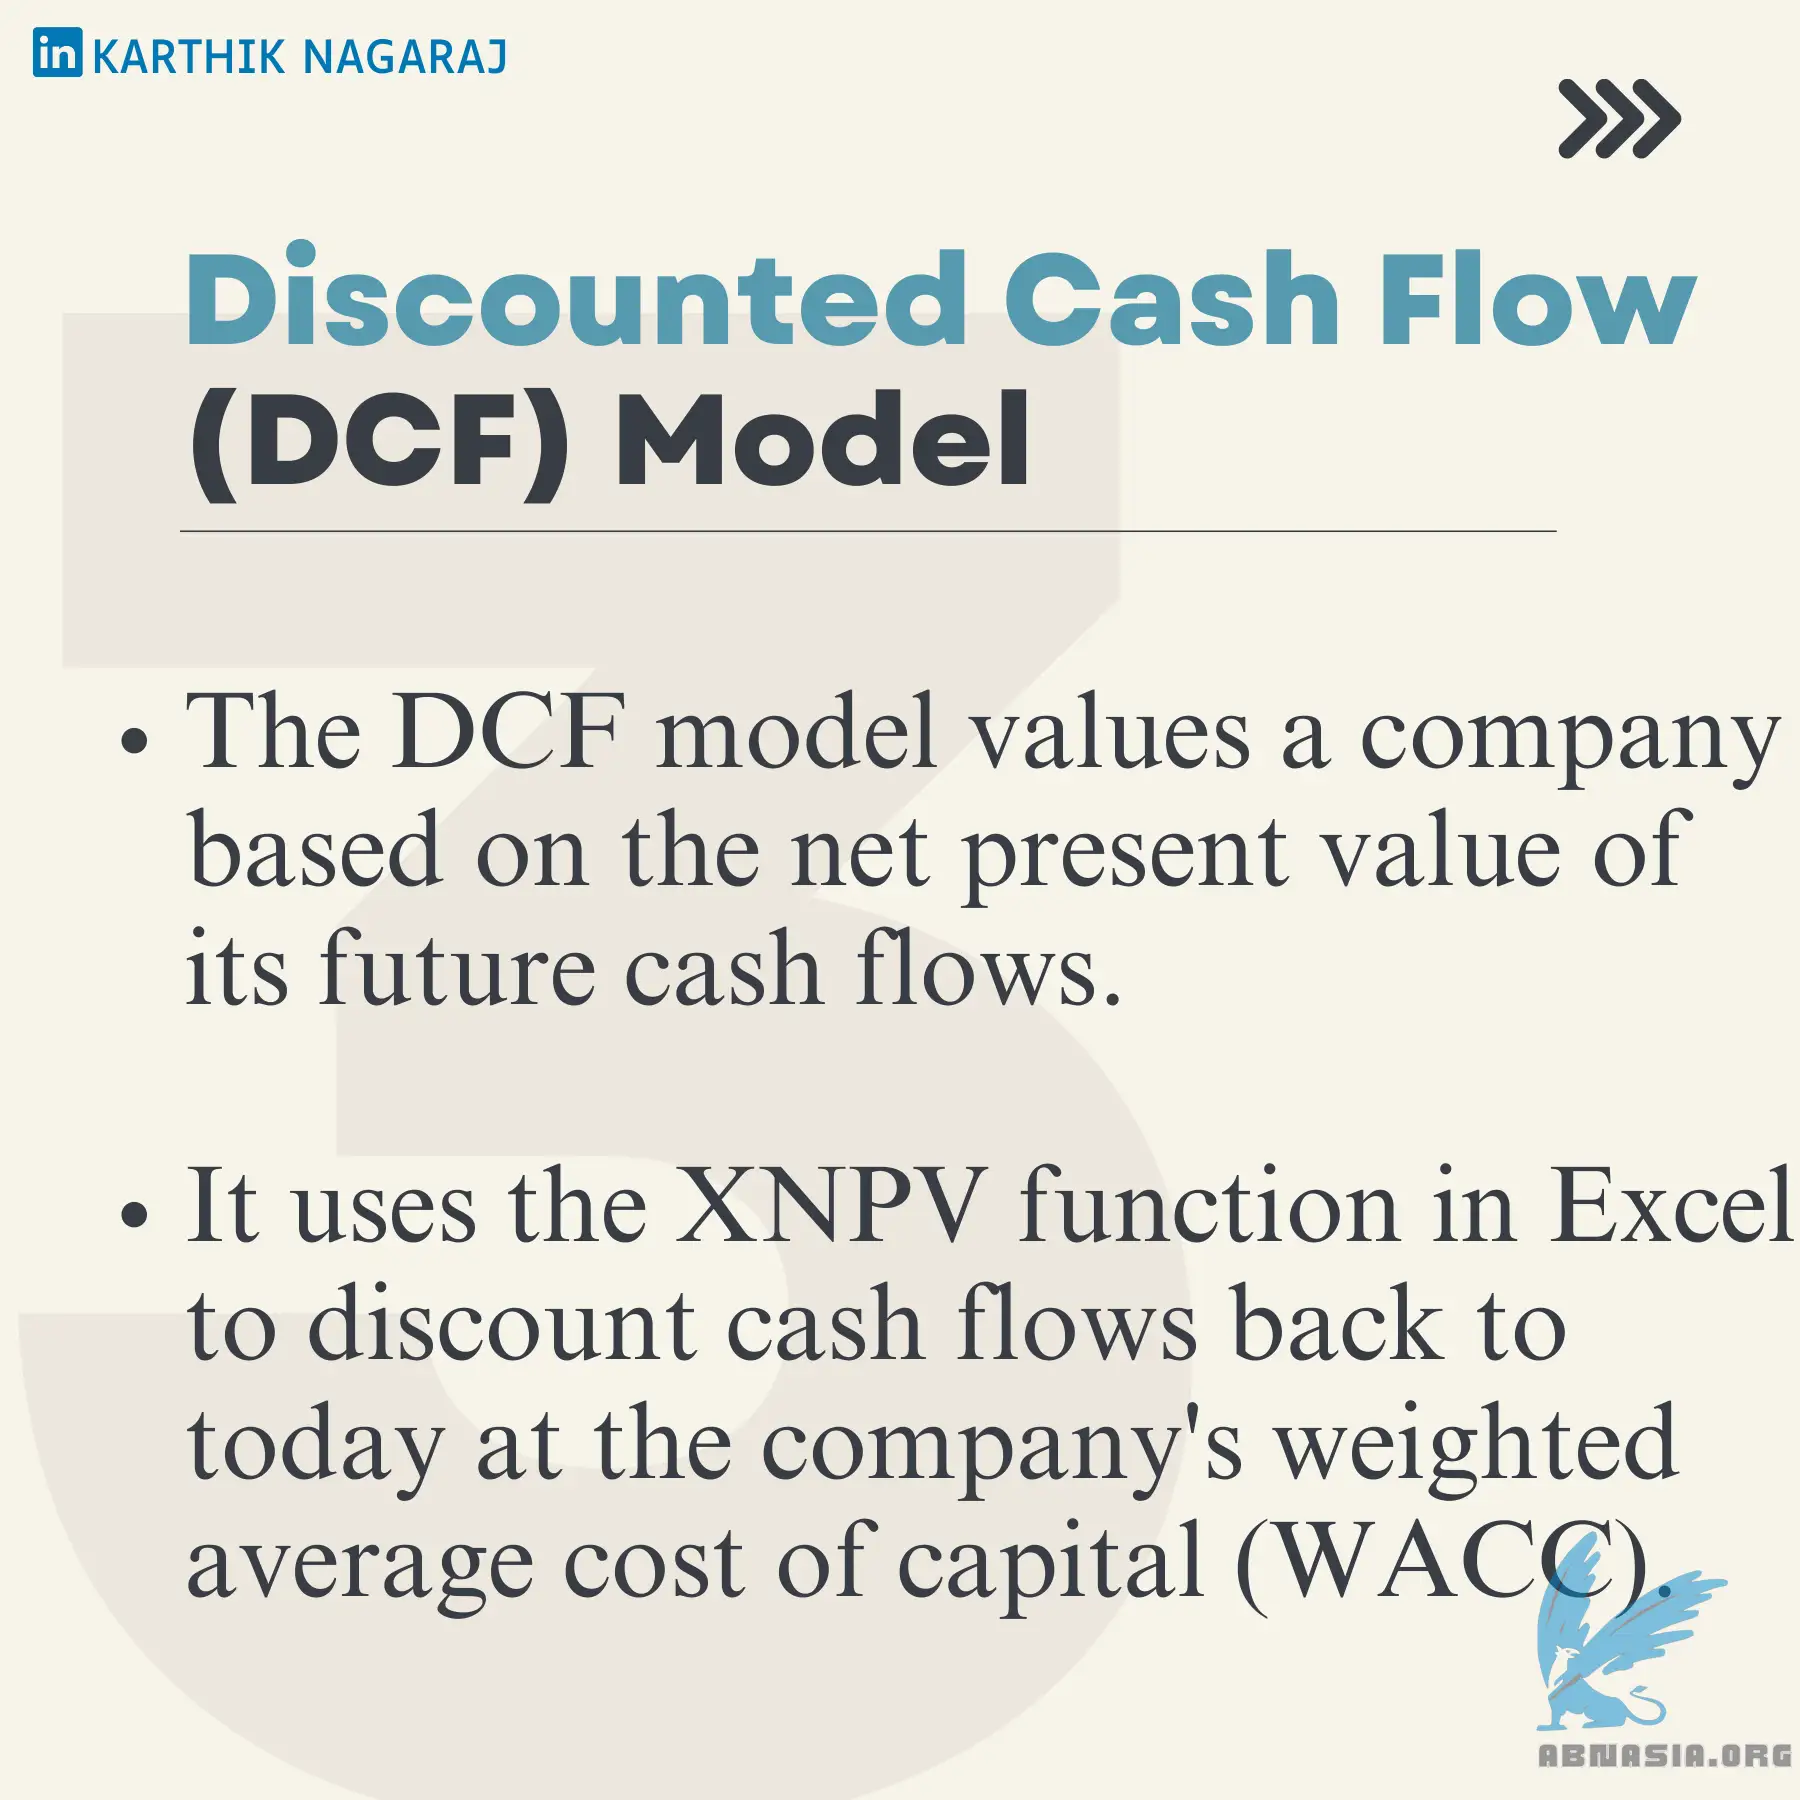 in KARTHIK NAGARAJ
Discounted Cash Flow
(DCF) Model
3
• The DCF model values a company
based on the net present value of
its future cash flows.
• It uses the XNPV function in Excel
to discount cash flows back to
today at the company's weighted
average cost of capital (WACC).
ABNASIA.ORG